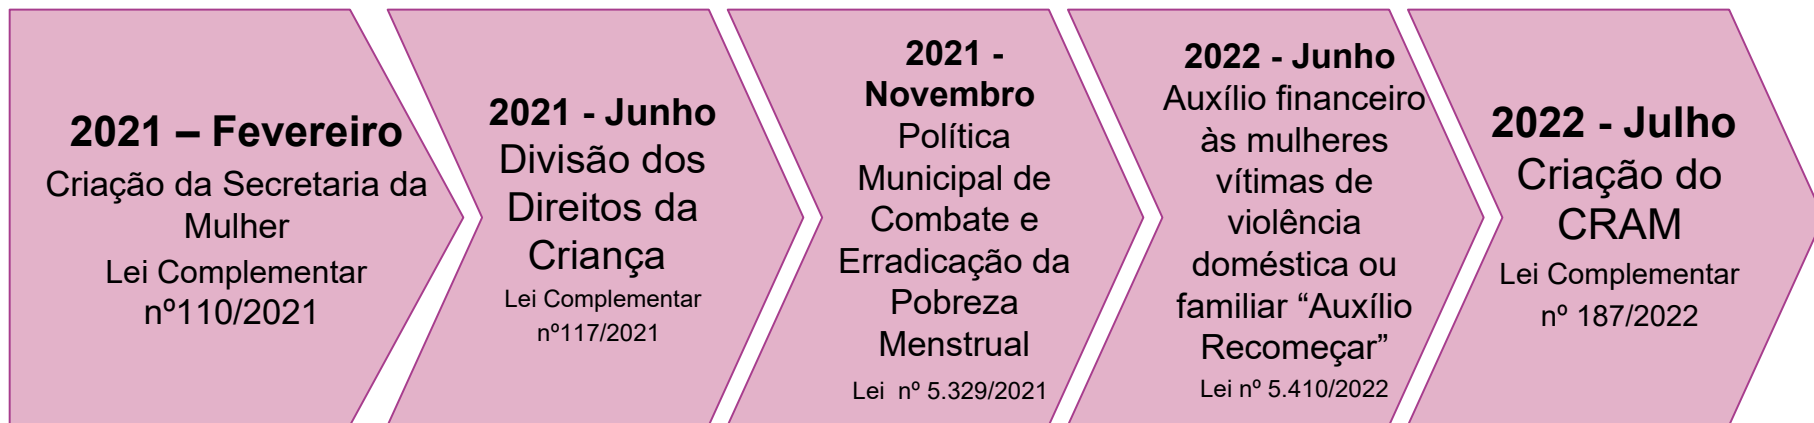 2021 – Fevereiro
Criação da Secretaria da
Mulher
Lei Complementar
nº110/2021
2021 - Junho
Divisão dos
Direitos da
Criança
Lei Complementar
nº117/2021
2021 -
Novembro
Política
Municipal de
Combate e
Erradicação da
Pobreza
Menstrual
Lei nº 5.329/2021
2022 - Junho
Auxílio financeiro
às mulheres
vítimas de
violência
doméstica ou
familiar “Auxílio
Recomeçar”
Lei nº 5.410/2022
2022 - Julho
Criação do
CRAM
Lei Complementar
nº 187/2022